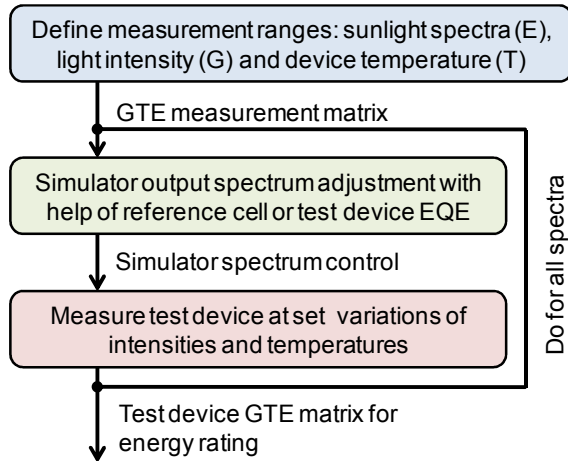 Define measurement ranges: sunlight spectra (E),
light intensity (G) and device temperature (T)
GTE measurement matrix
Simulator output spectrum adjustment with
help of reference cell or test device EQE
Simulator spectrum control
Measure test device at set variations of
intensities and temperatures
Do for all spectra
Test device GTE matrix for
energy rating